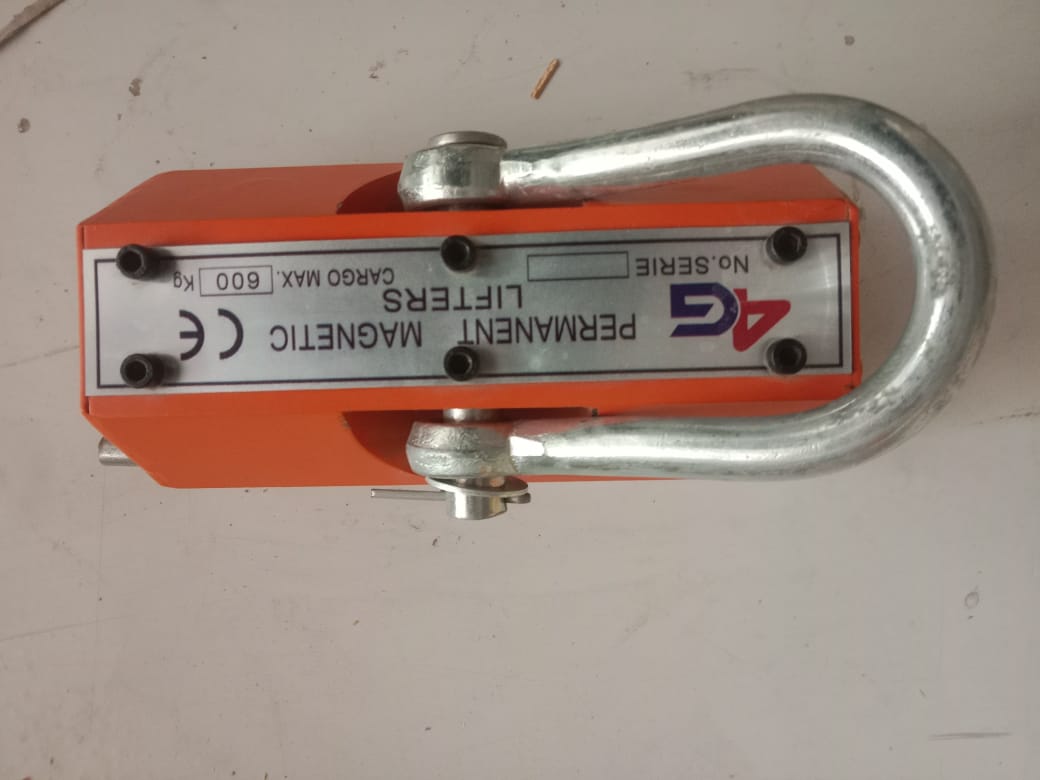 4G
PERMANENT MAGNETIC
LIFTERS
CE
No.SERIE
CARGO MAX. 600 Kg